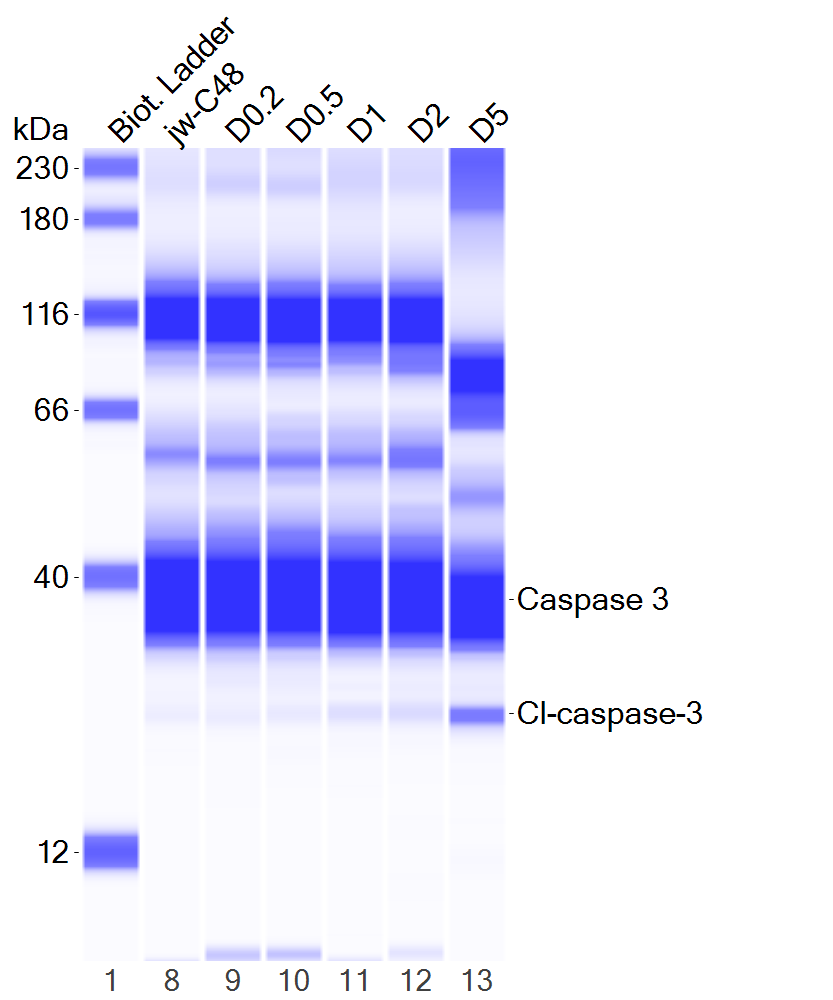 kDa
Biot. Ladder
jw-C48
D0.2
D0.5
D1
D2
D5
230
180
116
66
40
Caspase 3
Cl-caspase-3
12
1 8 9 10 11 12 13